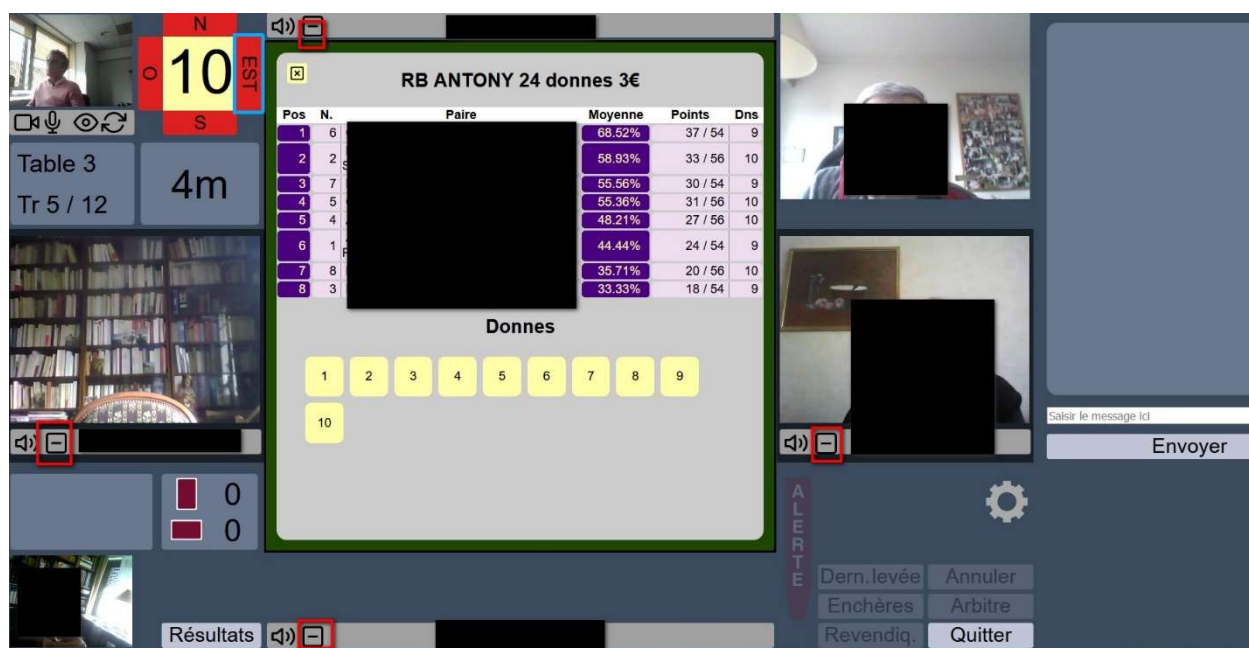 N
O
10
EST
S
Table 3
4m
Tr 5 / 12
RB ANTONY 24 donnes 3€
Pos N. Paire Moyenne Points Dns
1 6 68.52% 37 / 54 9
2 2 58.93% 33 / 56 10
3 7 55.56% 30 / 54 9
4 5 55.36% 31 / 56 10
5 4 48.21% 27 / 56 10
6 1 44.44% 24 / 54 9
7 8 35.71% 20 / 56 10
8 3 33.33% 18 / 54 9
Donnes
1 2 3 4 5 6 7 8 9
10
0
0
Résultats
ALERTE
Dern.levée Annuler
Enchères Arbitre
Revendiq. Quitter
Saisir le message ici
Envoyer